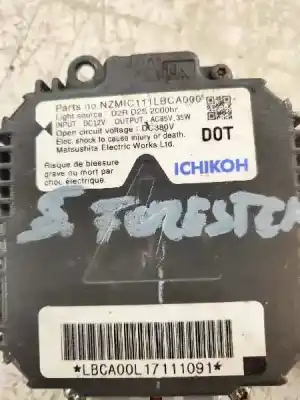 Parts no.NZMIC111LBCA000
Light source : D2R D2S 2000hr.
INPUT : DC12V OUTPUT : AC85V, 35W
Open circuit voltage : DC380V
Elec. shock to cause injury or death.
Matsushita Electric Works Ltd.
DOT
Risque de blessure
grave ou mort par
choc électrique.
ICHIKOH
S FORESTER
*LBCA00L17111091*